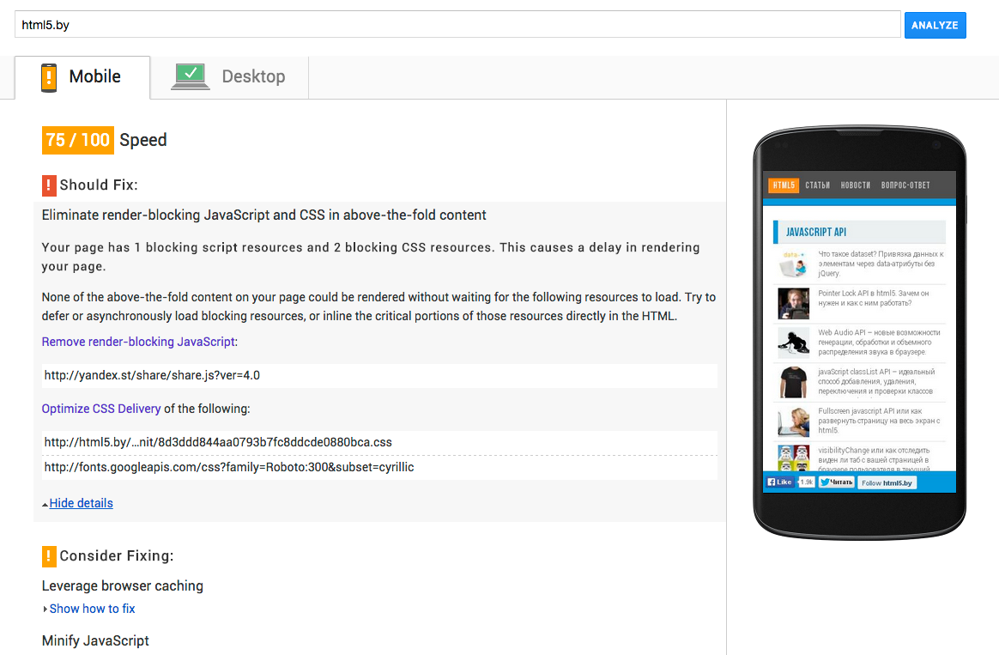 html5.by
ANALYZE
Mobile
Desktop
75 / 100 Speed
! Should Fix:
Eliminate render-blocking JavaScript and CSS in above-the-fold content
Your page has 1 blocking script resources and 2 blocking CSS resources. This causes a delay in rendering
your page.
None of the above-the-fold content on your page could be rendered without waiting for the following resources to load. Try to
defer or asynchronously load blocking resources, or inline the critical portions of those resources directly in the HTML.
Remove render-blocking JavaScript:
http://yandex.st/share/share.js?ver=4.0
Optimize CSS Delivery of the following:
http://html5.by/…nit/8d3ddd844aa0793b7fc8ddcde0880bca.css
http://fonts.googleapis.com/css?family=Roboto:300&subset=cyrillic
Hide details
! Consider Fixing:
Leverage browser caching
Show how to fix
Minify JavaScript
HTML5 СТАТЬИ НОВОСТИ ВОПРОС-ОТВЕТ
JAVASCRIPT API
data-*
Что такое dataset? Привязка данных к
элементам через data-атрибуты без
jQuery.
Pointer Lock API в html5. Зачем он
нужен и как с ним работать?
Web Audio API – новые возможности
генерации, обработки и объемного
распределения звука в браузере.
javaScript classList API – идеальный
способ добавления, удаления,
переключения и проверки классов
Fullscreen javascript API или как
развернуть страницу на весь экран с
html5.
visibilityChange или как отследить
виден ли таб с вашей страницей в
браузере пользователя в текущий
Like 1.9k Читать Follow html5.by